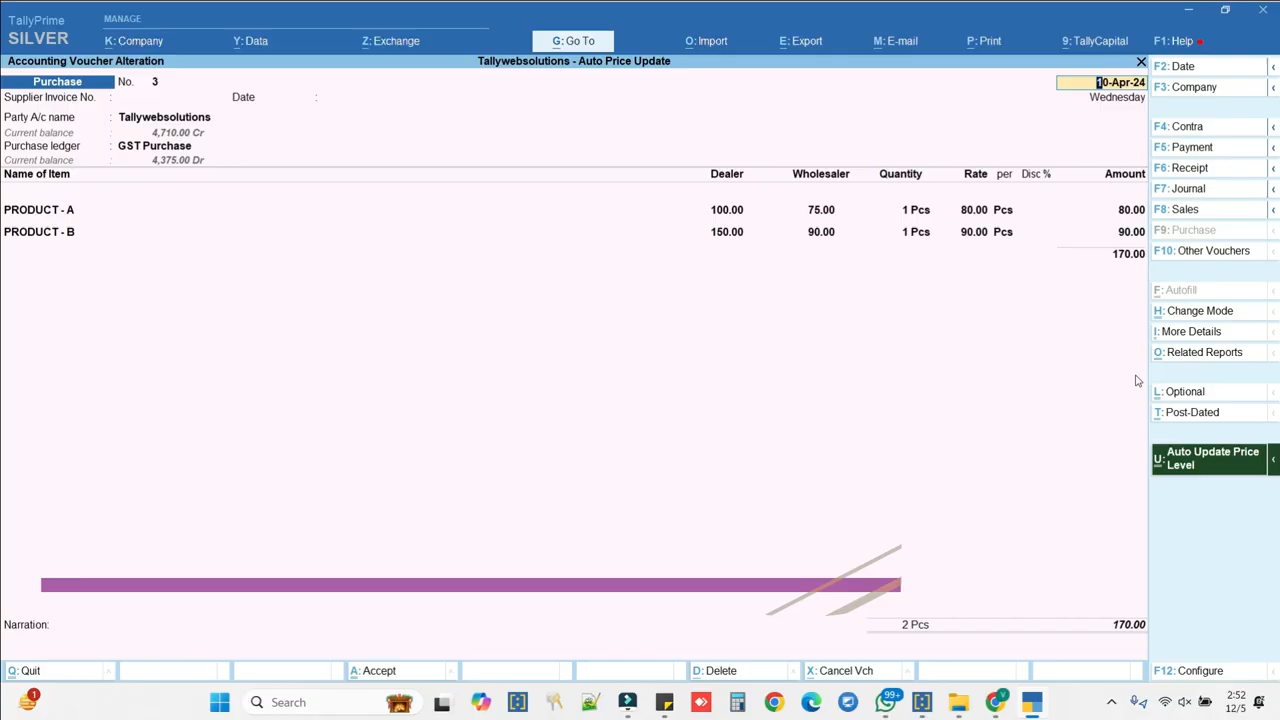 TallyPrime
SILVER
MANAGE
K: Company
Y: Data
Z: Exchange
G: Go To
O: Import
E: Export
M: E-mail
P: Print
9: TallyCapital
F1: Help
Accounting Voucher Alteration
Tallywebsolutions - Auto Price Update
Purchase No. 3
10-Apr-24
Supplier Invoice No. : Date :
Wednesday
Party A/c name : Tallywebsolutions
Current balance : 4,710.00 Cr
Purchase ledger : GST Purchase
Current balance : 4,375.00 Dr
Name of Item Dealer Wholesaler Quantity Rate per Disc % Amount
PRODUCT - A 100.00 75.00 1 Pcs 80.00 Pcs 80.00
PRODUCT - B 150.00 90.00 1 Pcs 90.00 Pcs 90.00
170.00
Narration: 2 Pcs 170.00
F2: Date
F3: Company
F4: Contra
F5: Payment
F6: Receipt
F7: Journal
F8: Sales
F9: Purchase
F10: Other Vouchers
F: Autofill
H: Change Mode
I: More Details
O: Related Reports
L: Optional
T: Post-Dated
U: Auto Update Price
Level
Q: Quit
A: Accept
D: Delete
X: Cancel Vch
F12: Configure
1
Search
99+
V
2:52
12/5